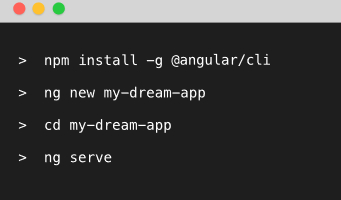 > npm install -g @angular/cli
> ng new my-dream-app
> cd my-dream-app
> ng serve